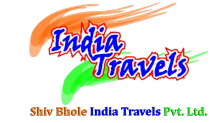 India
Travels
Shiv Bhole India Travels Pvt. Ltd.